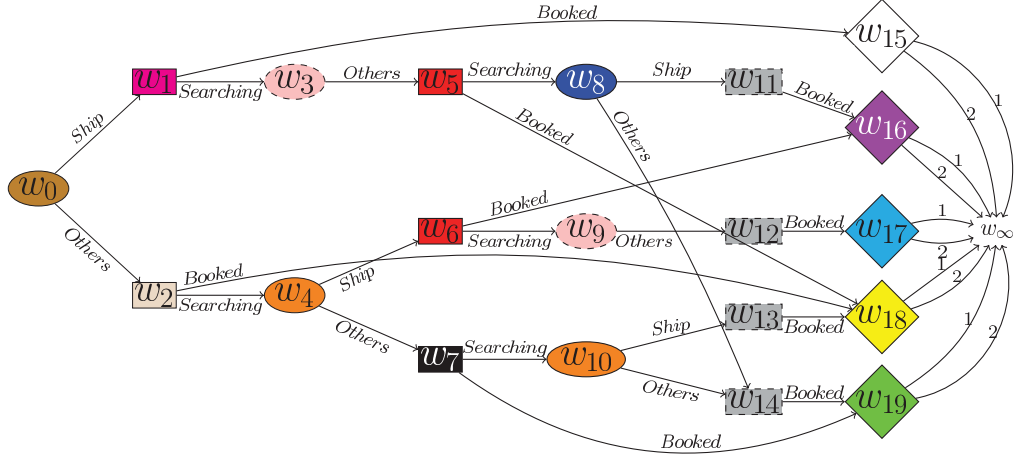 Booked
w15
w1
Searching
w3
Others
w5
Searching
w8
Ship
w11
Booked
2
1
Ship
Booked
Others
w16
1
2
w0
Booked
w6
Searching
w9
Others
w12
Booked
w17
1
2
w∞
Others
Booked
w2
Searching
w4
Ship
1
2
Others
Ship
w13
Booked
w18
1
2
w7
Searching
w10
Others
w14
Booked
w19
Booked